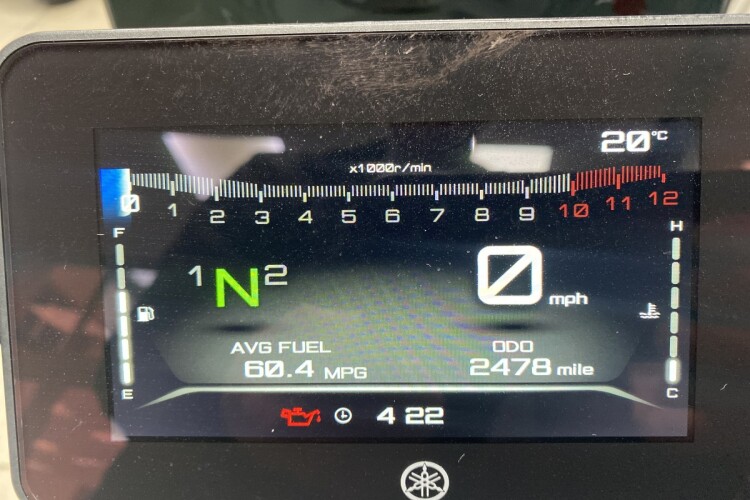 20°C
x1000r/min
0 1 2 3 4 5 6 7 8 9 10 11 12
F H
1 N 2
0 mph
AVG FUEL ODO
60.4 MPG 2478 mile
E C
4 22